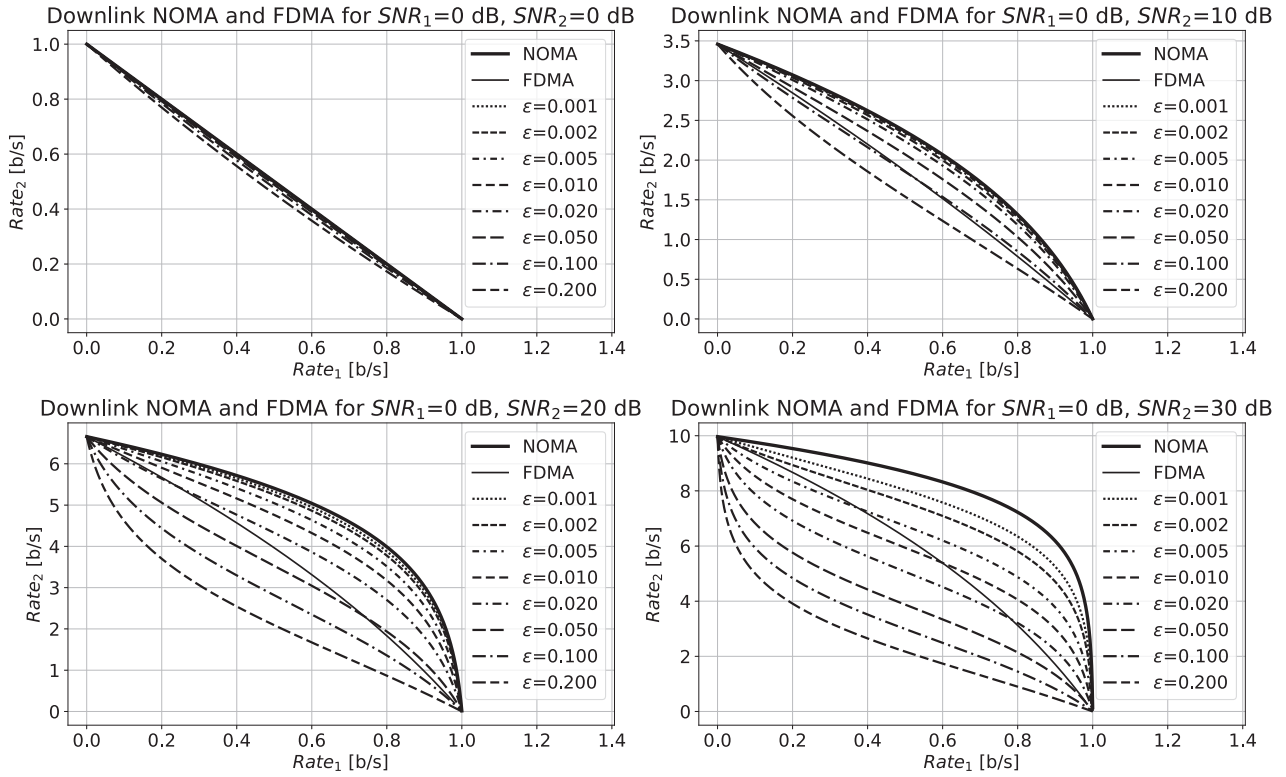 Downlink NOMA and FDMA for SNR₁=0 dB, SNR₂=0 dB
1.0
0.8
0.6
0.4
0.2
0.0
Rate₂ [b/s]
0.0 0.2 0.4 0.6 0.8 1.0 1.2 1.4
Rate₁ [b/s]
NOMA
FDMA
ε=0.001
ε=0.002
ε=0.005
ε=0.010
ε=0.020
ε=0.050
ε=0.100
ε=0.200
Downlink NOMA and FDMA for SNR₁=0 dB, SNR₂=10 dB
3.5
3.0
2.5
2.0
1.5
1.0
0.5
0.0
Rate₂ [b/s]
0.0 0.2 0.4 0.6 0.8 1.0 1.2 1.4
Rate₁ [b/s]
NOMA
FDMA
ε=0.001
ε=0.002
ε=0.005
ε=0.010
ε=0.020
ε=0.050
ε=0.100
ε=0.200
Downlink NOMA and FDMA for SNR₁=0 dB, SNR₂=20 dB
6
5
4
3
2
1
0
Rate₂ [b/s]
0.0 0.2 0.4 0.6 0.8 1.0 1.2 1.4
Rate₁ [b/s]
NOMA
FDMA
ε=0.001
ε=0.002
ε=0.005
ε=0.010
ε=0.020
ε=0.050
ε=0.100
ε=0.200
Downlink NOMA and FDMA for SNR₁=0 dB, SNR₂=30 dB
10
8
6
4
2
0
Rate₂ [b/s]
0.0 0.2 0.4 0.6 0.8 1.0 1.2 1.4
Rate₁ [b/s]
NOMA
FDMA
ε=0.001
ε=0.002
ε=0.005
ε=0.010
ε=0.020
ε=0.050
ε=0.100
ε=0.200